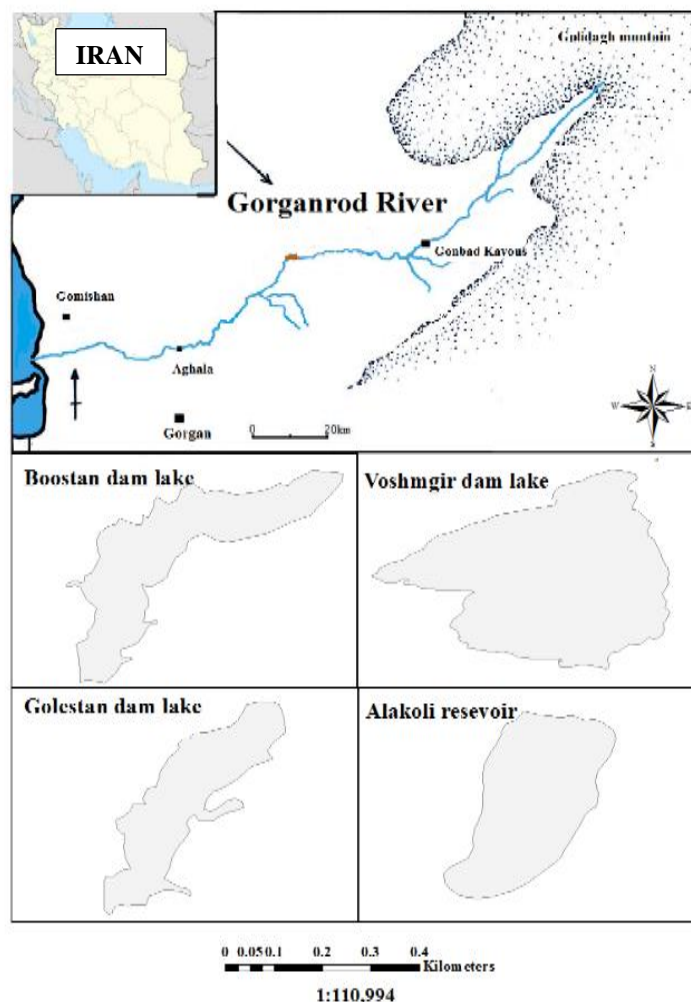 IRAN
Gulidagh muntain
Gorganrod River
Gonbad Kavous
Gomishan
Aghala
Gorgan
0 20km
N
W E
S
Boostan dam lake
Voshmgir dam lake
Golestan dam lake
Alakoli resevoir
0 0.05 0.1 0.2 0.3 0.4
Kilometers
1:110,994